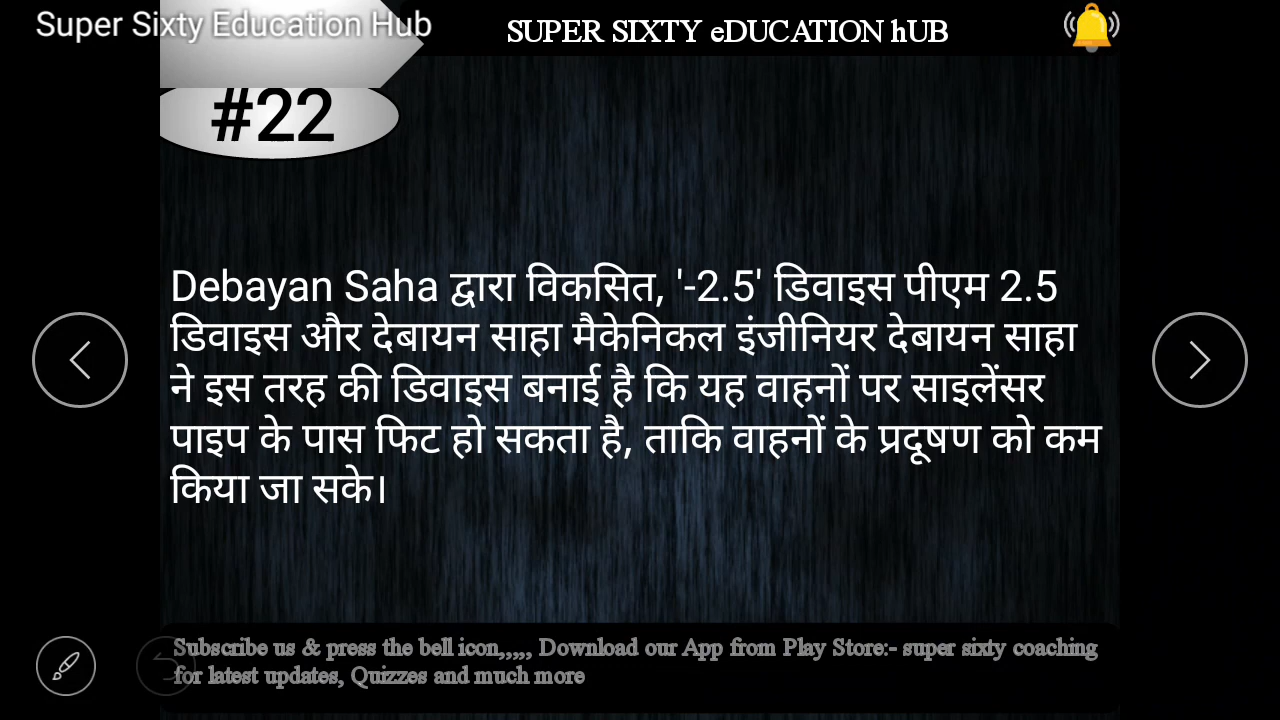 Super Sixty Education Hub
SUPER SIXTY eDUCATION hUB
#22
Debayan Saha द्वारा विकसित, '-2.5' डिवाइस पीएम 2.5
डिवाइस और देबायन साहा मैकेनिकल इंजीनियर देबायन साहा
ने इस तरह की डिवाइस बनाई है कि यह वाहनों पर साइलेंसर
पाइप के पास फिट हो सकता है, ताकि वाहनों के प्रदूषण को कम
किया जा सके।
Subscribe us & press the bell icon,,,,, Download our App from Play Store:- super sixty coaching
for latest updates, Quizzes and much more